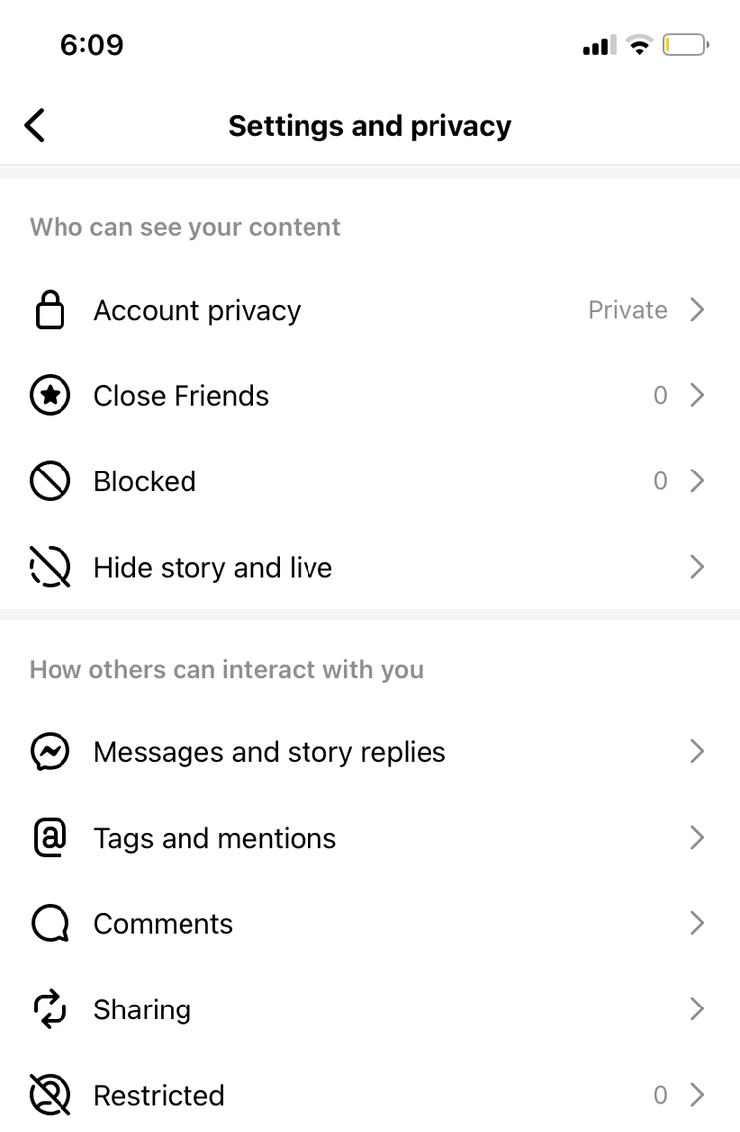 6:09
Settings and privacy
Who can see your content
Account privacy Private
Close Friends 0
Blocked 0
Hide story and live
How others can interact with you
Messages and story replies
Tags and mentions
Comments
Sharing
Restricted 0